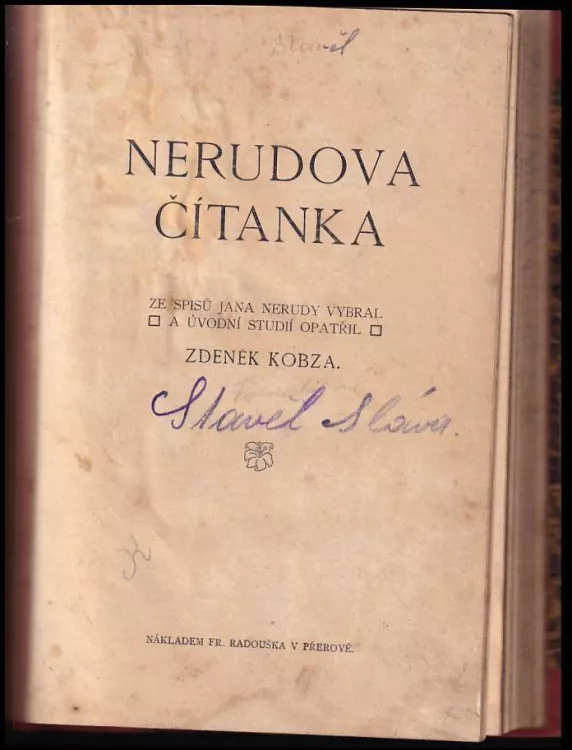 Stavěl
NERUDOVA
ČÍTANKA
ZE SPISŮ JANA NERUDY VYBRAL
A ÚVODNÍ STUDIÍ OPATŘIL
ZDENĚK KOBZA.
Stavěl Sláva.
NÁKLADEM FR. RADOUŠKA V PŘEROVĚ.